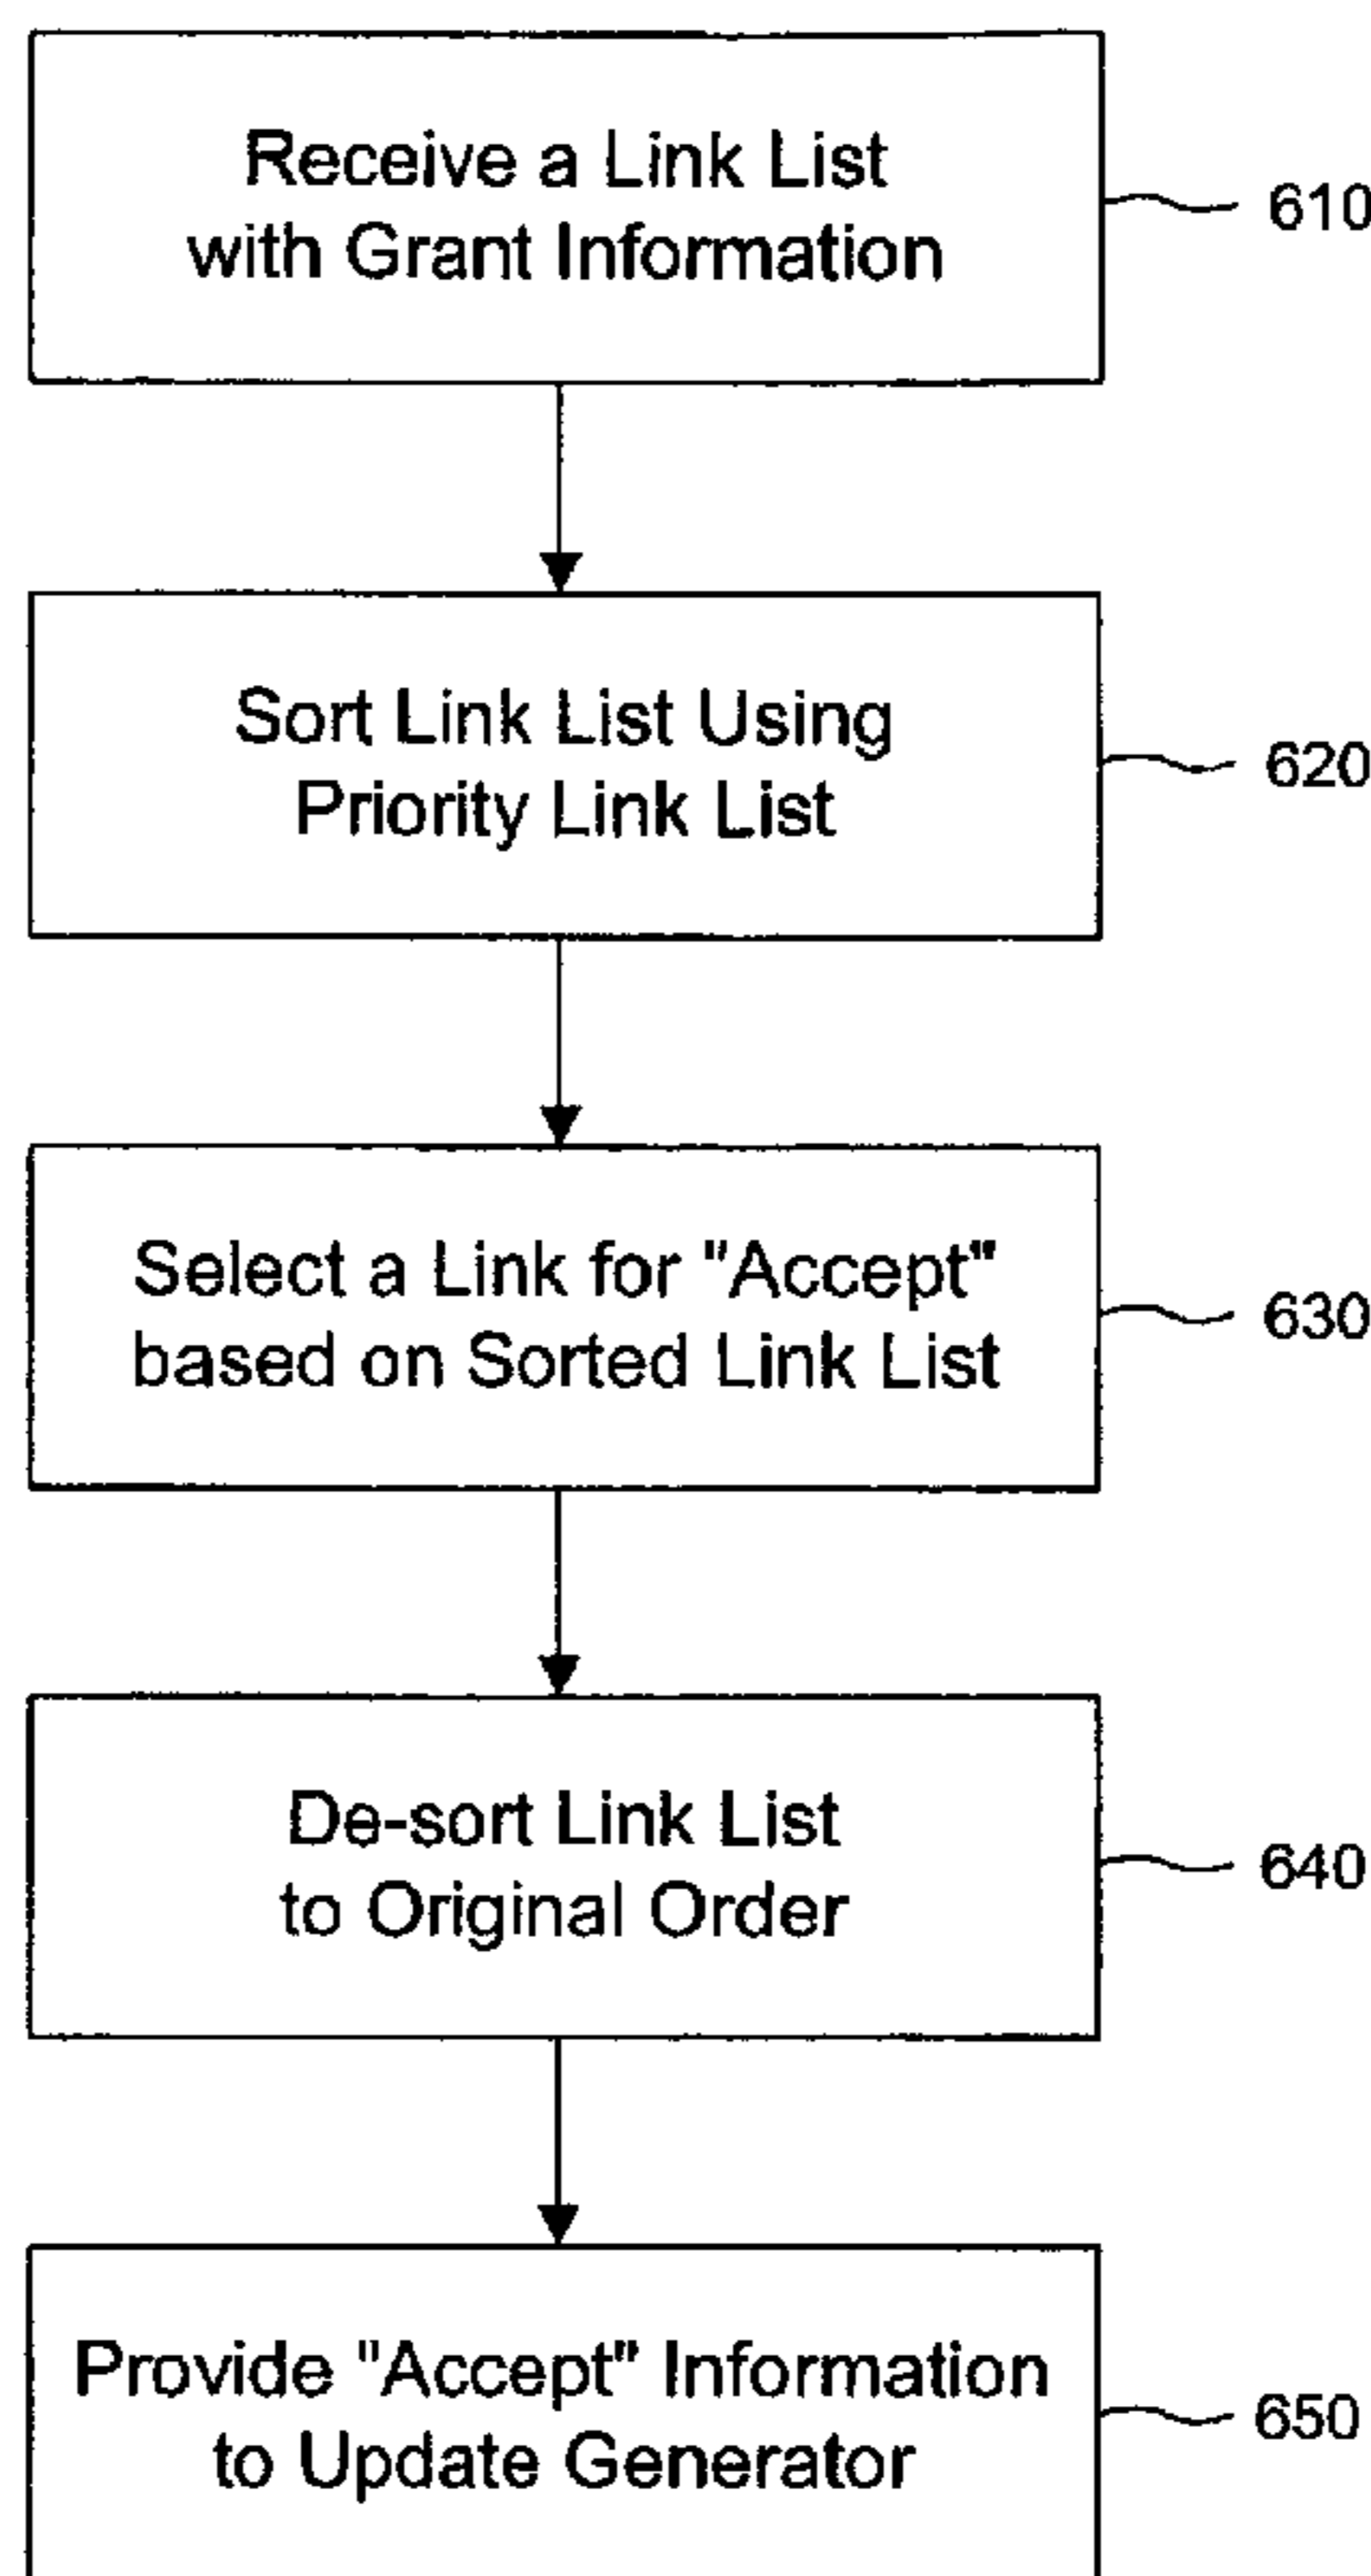 Receive a Link List
with Grant Information
610
Sort Link List Using
Priority Link List
620
Select a Link for "Accept"
based on Sorted Link List
630
De-sort Link List
to Original Order
640
Provide "Accept" Information
to Update Generator
650